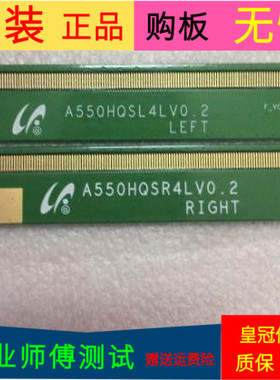 装 正品 购板 无
A550HQSL4LV0.2
LEFT
A550HQSR4LV0.2
RIGHT
皇冠
业师傅测试 赠送运费险 质保